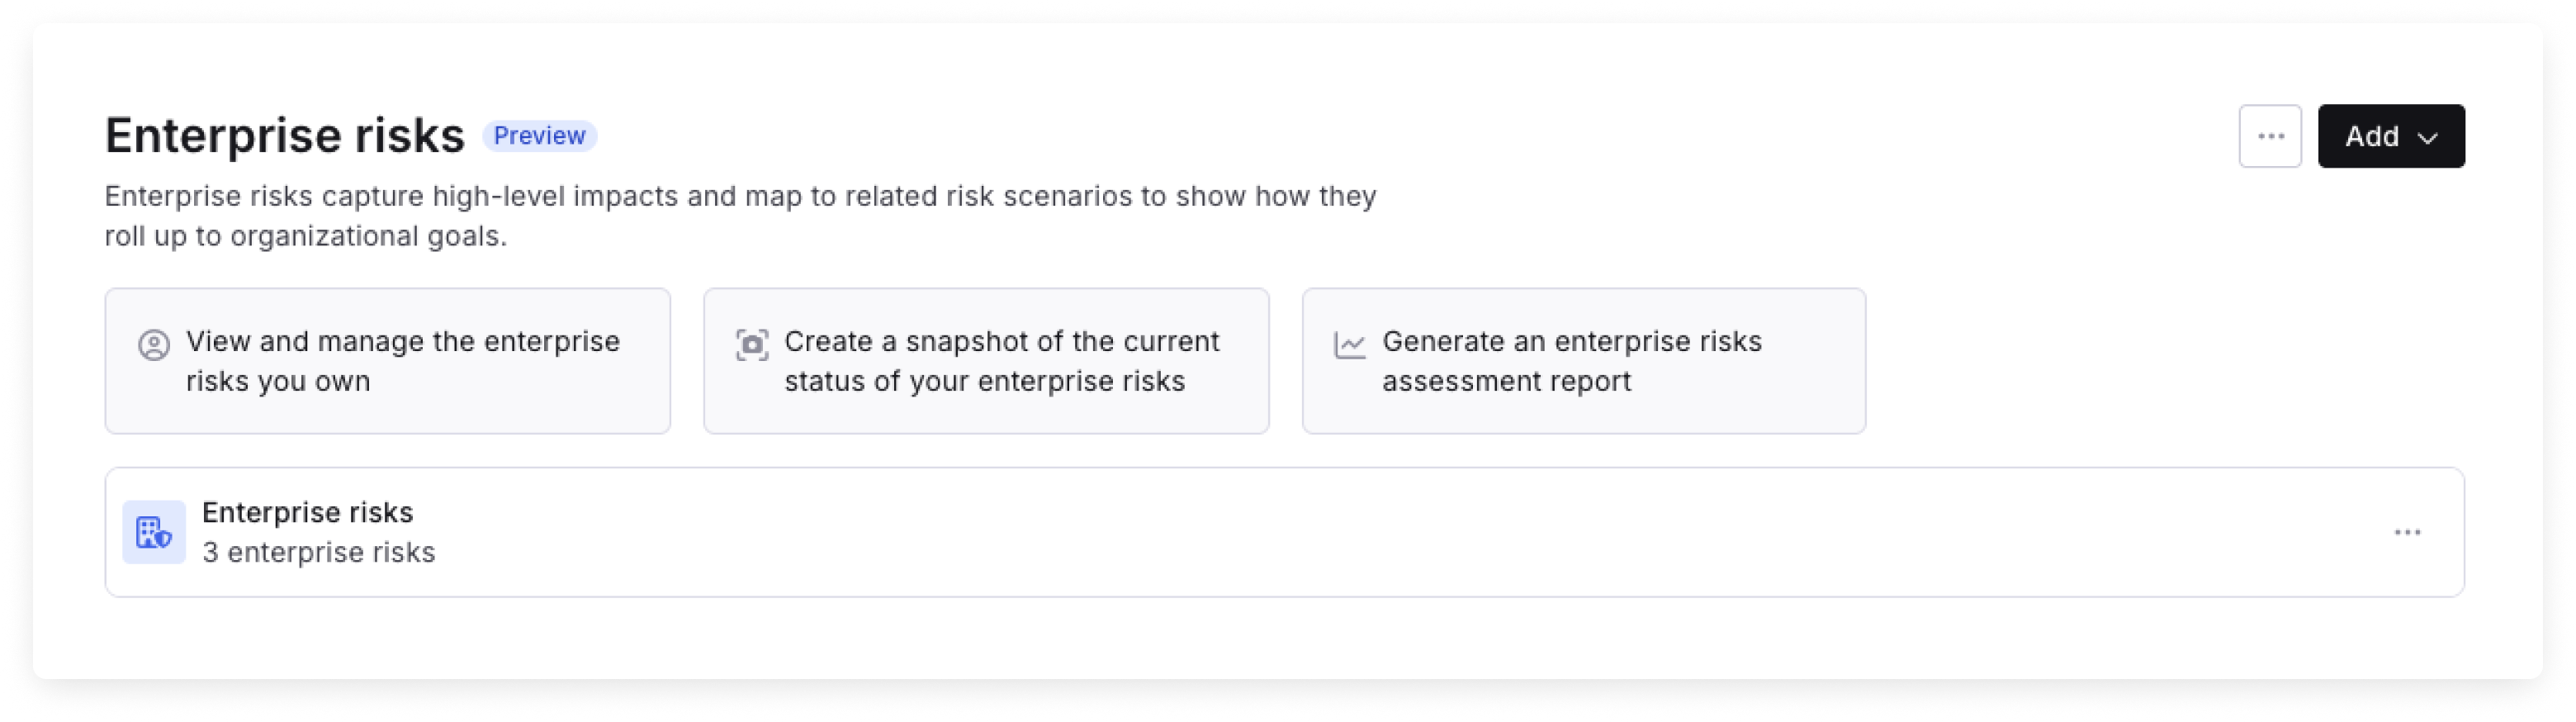 Enterprise risks Preview
Add
Enterprise risks capture high-level impacts and map to related risk scenarios to show how they
roll up to organizational goals.
View and manage the enterprise
risks you own
Create a snapshot of the current
status of your enterprise risks
Generate an enterprise risks
assessment report
Enterprise risks
3 enterprise risks